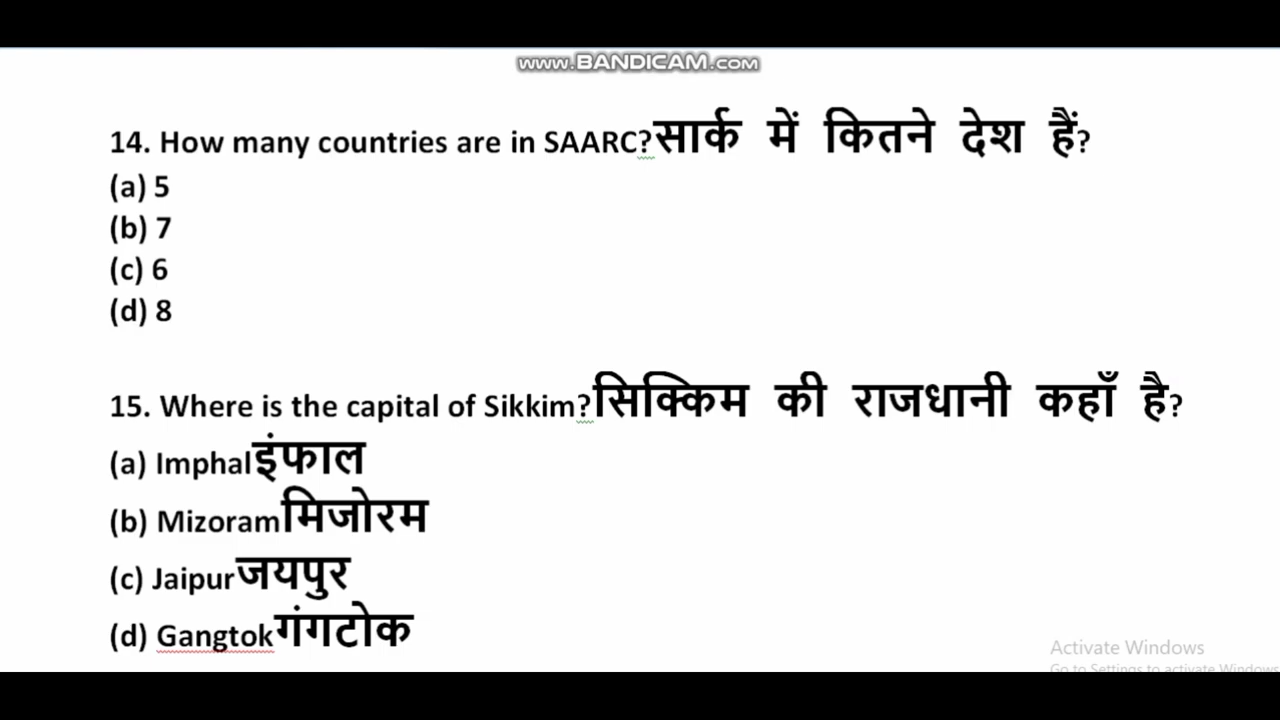 www.BANDICAM.com
14. How many countries are in SAARC?सार्क में कितने देश हैं?
(a) 5
(b) 7
(c) 6
(d) 8
15. Where is the capital of Sikkim?सिक्किम की राजधानी कहाँ है?
(a) Imphalइंफाल
(b) Mizoramमिजोरम
(c) Jaipurजयपुर
(d) Gangtokगंगटोक
Activate Windows
Go to Settings to activate Windows